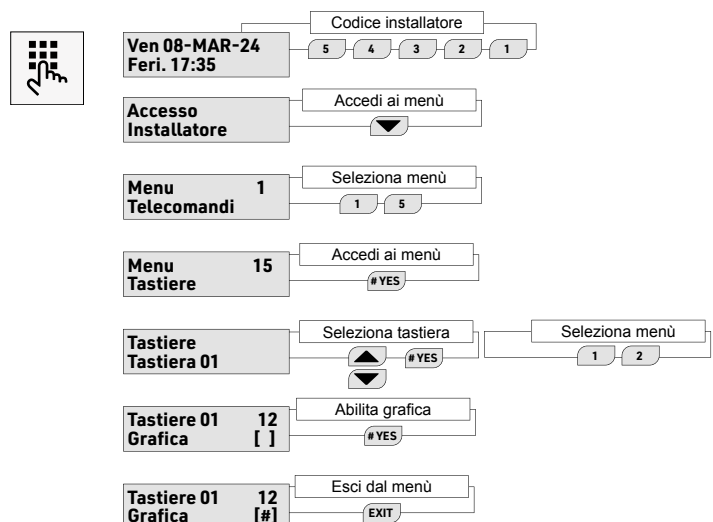 Codice installatore
Ven 08-MAR-24
Feri. 17:35
5 4 3 2 1
Accedi ai menù
Accesso
Installatore
Seleziona menù
Menu 1
Telecomandi
1 5
Accedi ai menù
Menu 15
Tastiere
# YES
Seleziona tastiera
Tastiere
Tastiera 01
# YES
Seleziona menù
1 2
Abilita grafica
Tastiere 01 12
Grafica [ ]
# YES
Esci dal menù
Tastiere 01 12
Grafica [#]
EXIT